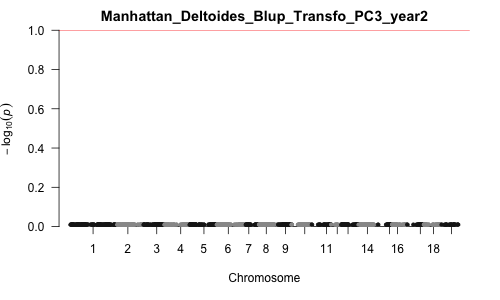 Manhattan_Deltoides_Blup_Transfo_PC3_year2
1.0
0.8
0.6
0.4
0.2
0.0
− log₁₀(p)
1 2 3 4 5 6 7 8 9 11 14 16 18
Chromosome